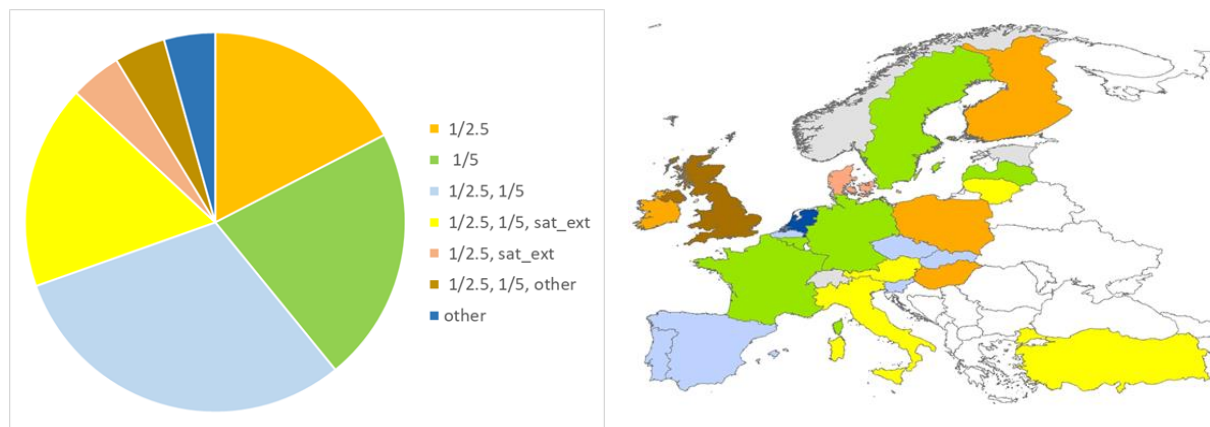 1/2.5
1/5
1/2.5, 1/5
1/2.5, 1/5, sat_ext
1/2.5, sat_ext
1/2.5, 1/5, other
other